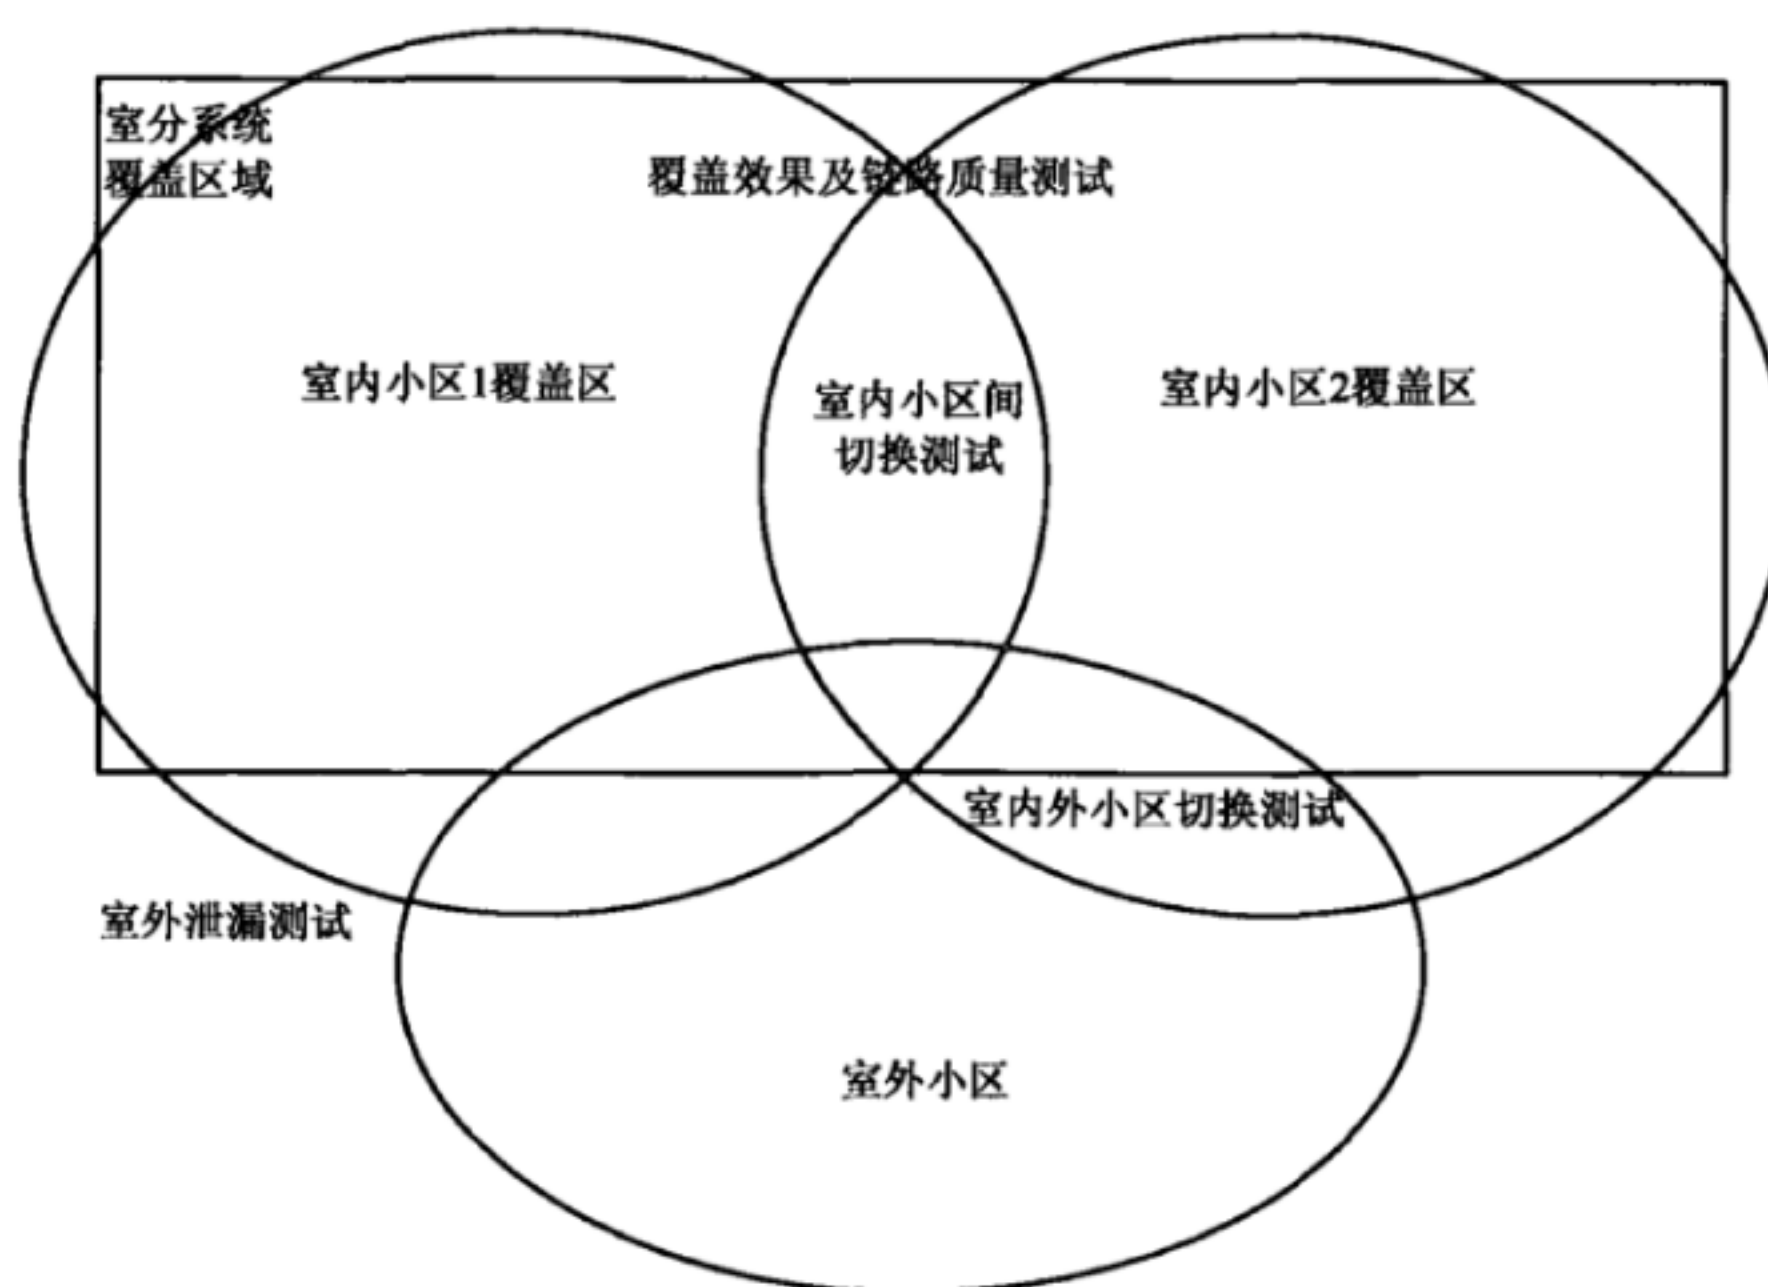 室分系统
覆盖区域
覆盖效果及链路质量测试
室内小区1覆盖区
室内小区间
切换测试
室内小区2覆盖区
室内外小区切换测试
室外泄漏测试
室外小区